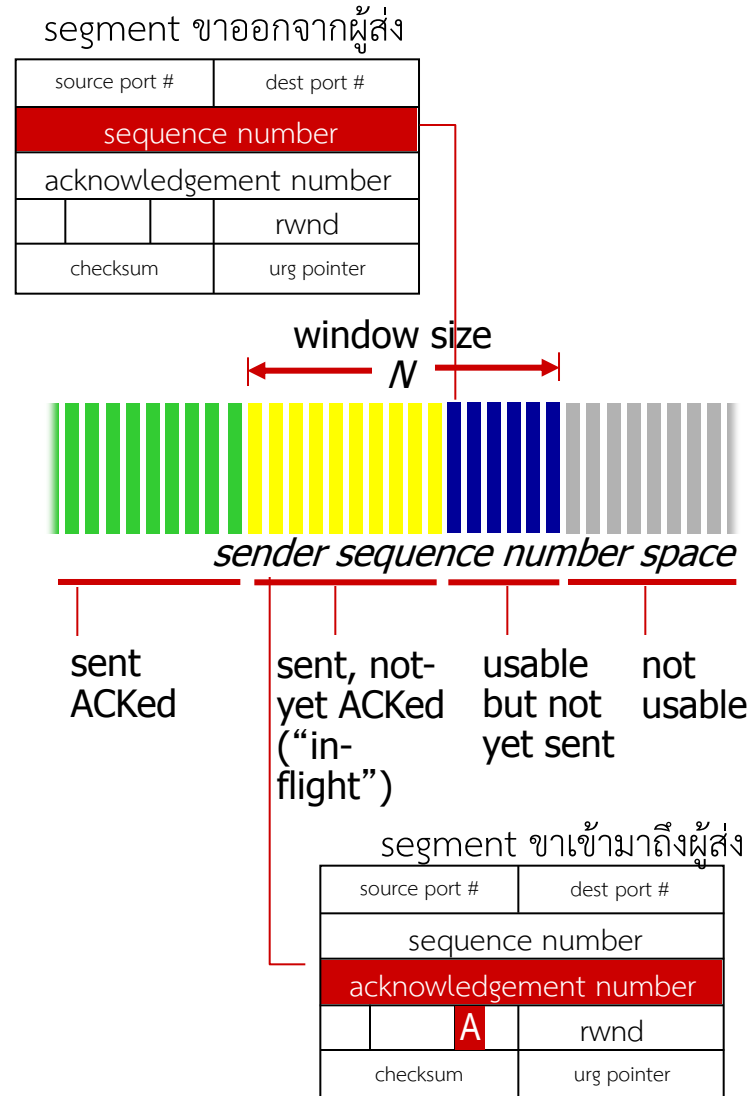 segment ขาออกจากผู้ส่ง
source port #
dest port #
sequence number
acknowledgement number
rwnd
checksum
urg pointer
window size
N
sender sequence number space
sent
ACKed
sent, not-
yet ACKed
(“in-
flight”)
usable
but not
yet sent
not
usable
segment ขาเข้ามาถึงผู้ส่ง
source port #
dest port #
sequence number
acknowledgement number
A
rwnd
checksum
urg pointer